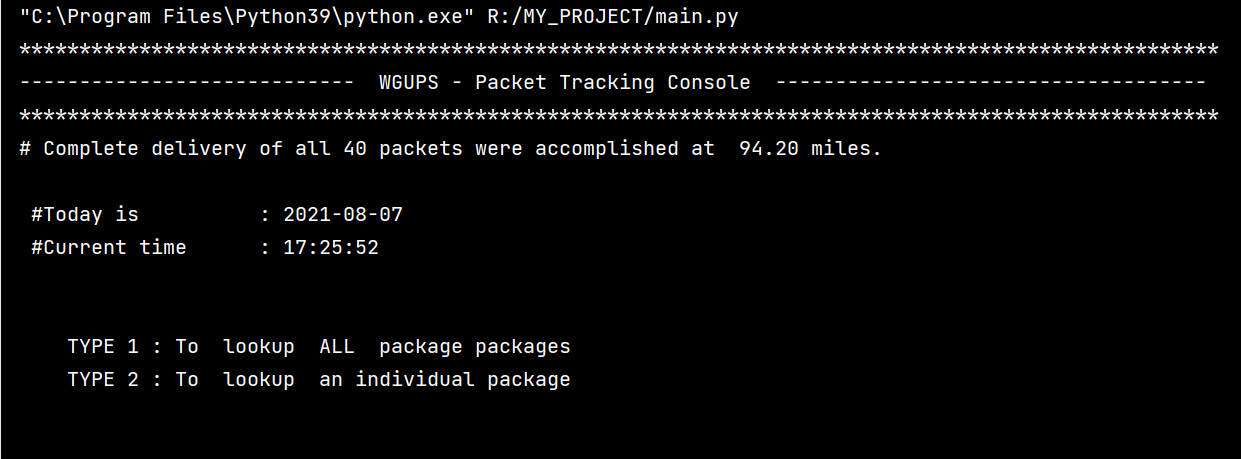 "C:\Program Files\Python39\python.exe" R:/MY_PROJECT/main.py
****************************************************************************************************
----------------------------  WGUPS - Packet Tracking Console  ------------------------------------
****************************************************************************************************
# Complete delivery of all 40 packets were accomplished at  94.20 miles.
#Today is          : 2021-08-07
#Current time      : 17:25:52
TYPE 1 : To  lookup  ALL  package packages
TYPE 2 : To  lookup  an individual package